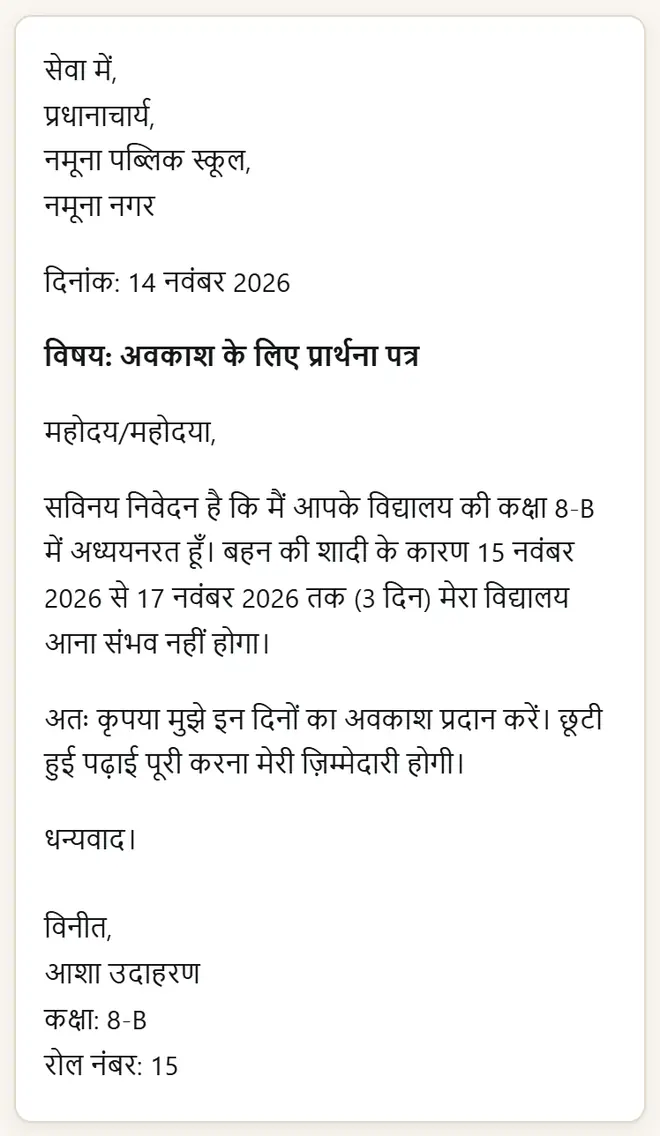 सेवा में,
प्रधानाचार्य,
नमूना पब्लिक स्कूल,
नमूना नगर
दिनांक: 14 नवंबर 2026
विषय: अवकाश के लिए प्रार्थना पत्र
महोदय/महोदया,
सविनय निवेदन है कि मैं आपके विद्यालय की कक्षा 8-B
में अध्ययनरत हूँ। बहन की शादी के कारण 15 नवंबर
2026 से 17 नवंबर 2026 तक (3 दिन) मेरा विद्यालय
आना संभव नहीं होगा।
अतः कृपया मुझे इन दिनों का अवकाश प्रदान करें। छूटी
हुई पढ़ाई पूरी करना मेरी ज़िम्मेदारी होगी।
धन्यवाद।
विनीत,
आशा उदाहरण
कक्षा: 8-B
रोल नंबर: 15